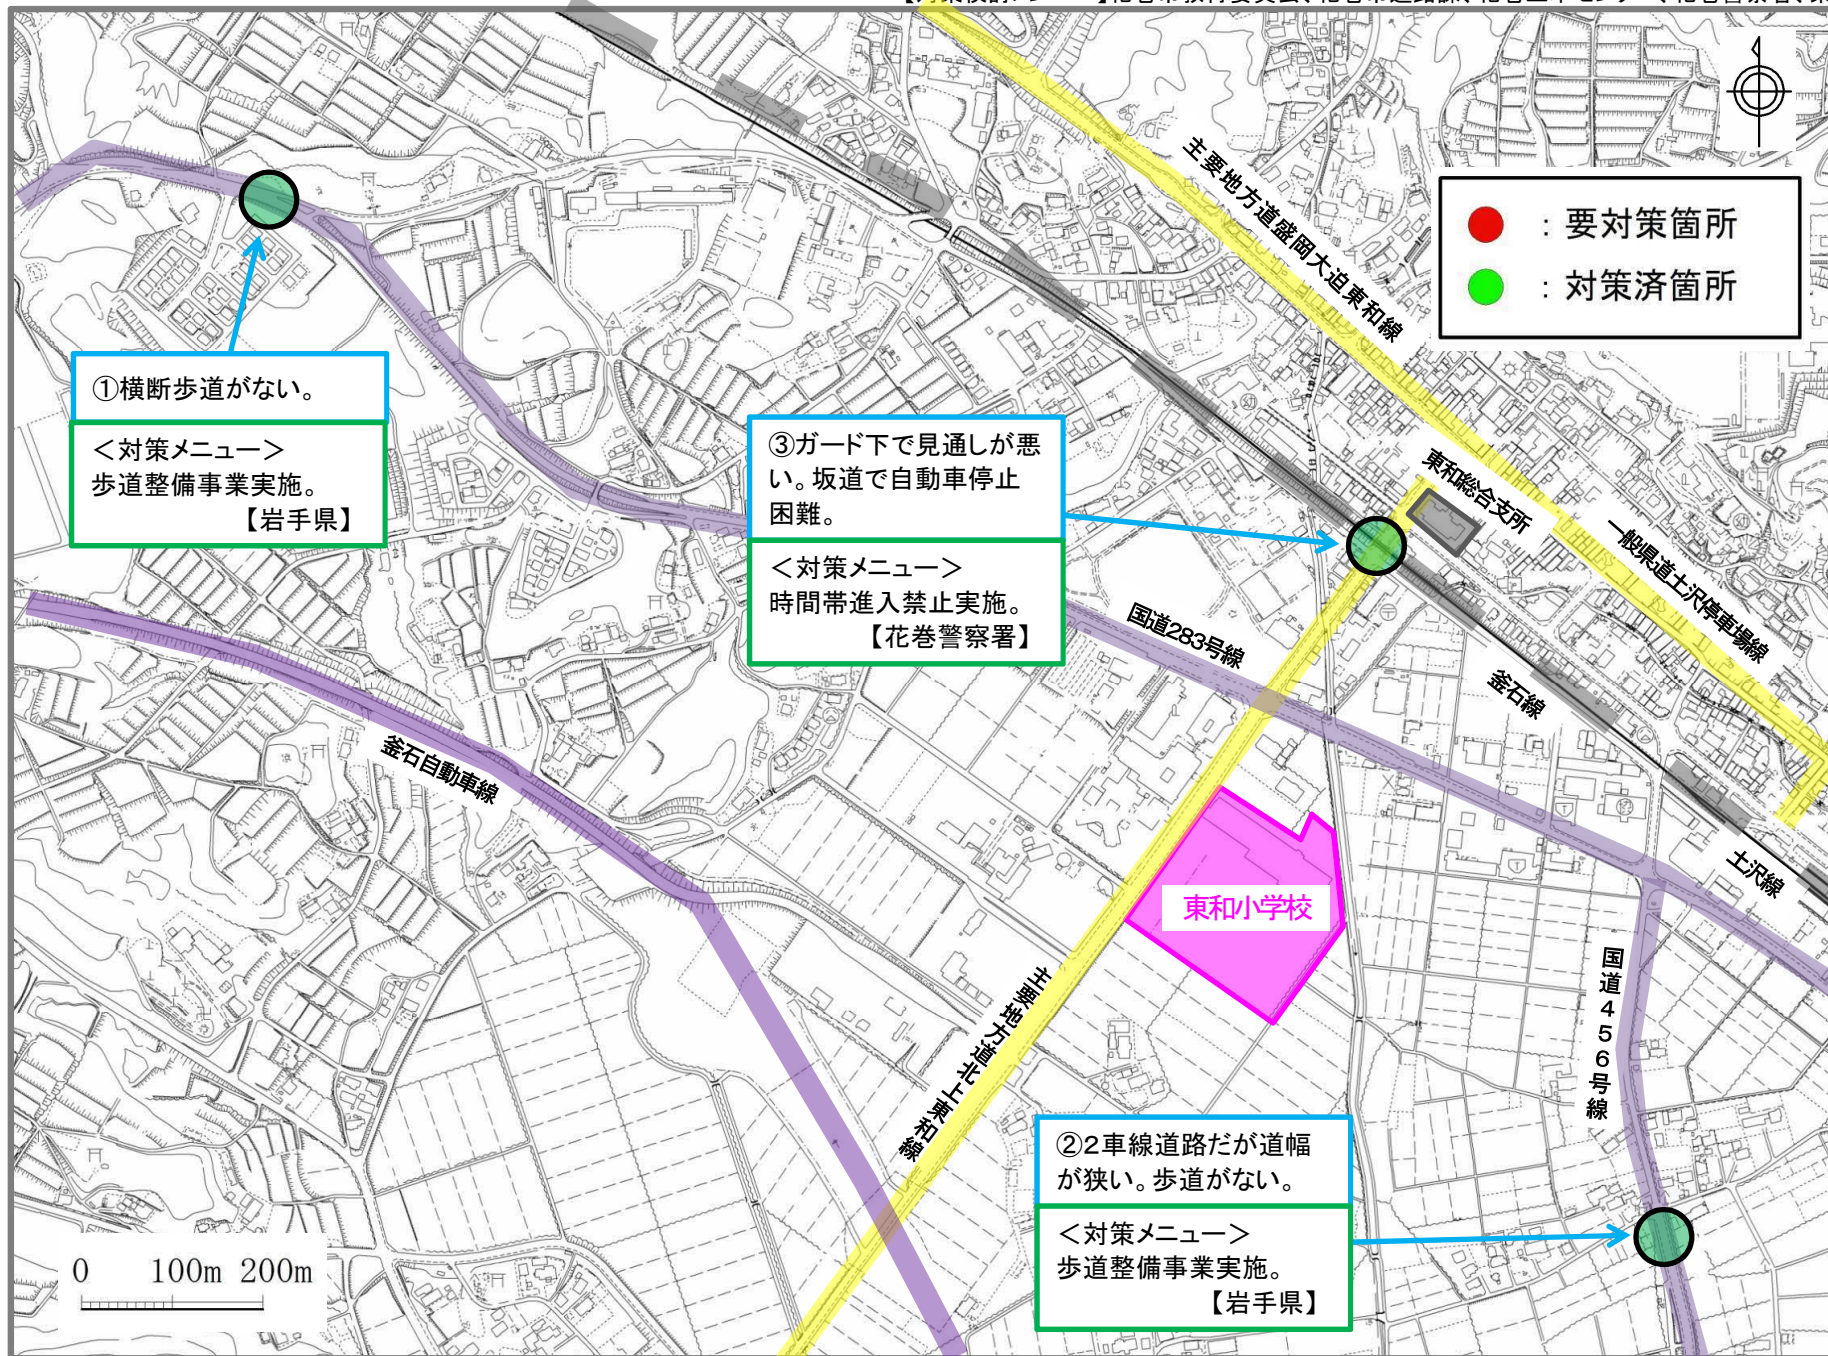 主要地方道盛岡大迫東和線
：要対策箇所
：対策済箇所
①横断歩道がない。
＜対策メニュー＞
歩道整備事業実施。
【岩手県】
③ガード下で見通しが悪
い。坂道で自動車停止
困難。
＜対策メニュー＞
時間帯進入禁止実施。
【花巻警察署】
東和総合支所
一般県道土沢停車場線
国道283号線
釜石線
釜石自動車線
土沢線
東和小学校
国道４５６号線
主要地方道北上東和線
②２車線道路だが道幅
が狭い。歩道がない。
＜対策メニュー＞
歩道整備事業実施。
【岩手県】
0 100m 200m